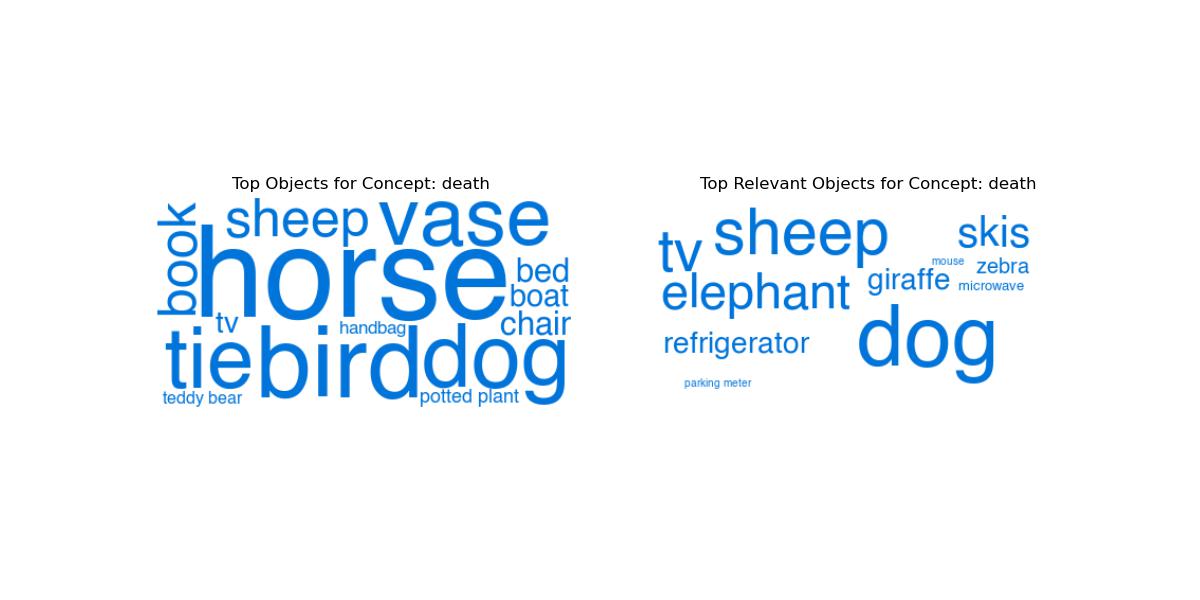 Top Objects for Concept: death
book
sheep
vase
horse
bed
boat
chair
tv
handbag
tie
bird
dog
teddy bear
potted plant
Top Relevant Objects for Concept: death
tv
sheep
skis
mouse
zebra
elephant
giraffe
microwave
refrigerator
dog
parking meter